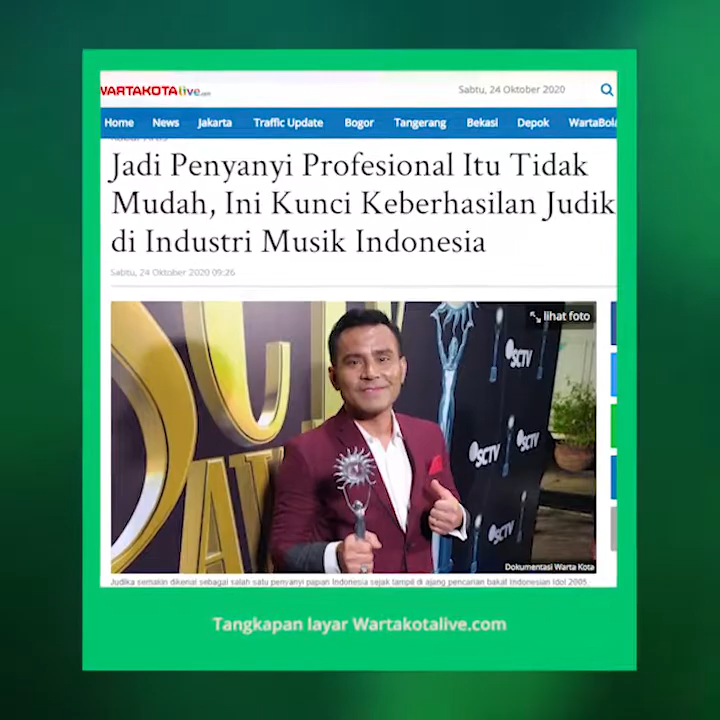 WARTAKOTAlive.com
Sabtu, 24 Oktober 2020
Home News Jakarta Traffic Update Bogor Tangerang Bekasi Depok WartaBola
Jadi Penyanyi Profesional Itu Tidak
Mudah, Ini Kunci Keberhasilan Judik
di Industri Musik Indonesia
Sabtu, 24 Oktober 2020 09:26
lihat foto
SCTV
SCTV
SCTV
SCTV
Dokumentasi Warta Kota
Judika semakin dikenal sebagai salah satu penyanyi papan Indonesia sejak tampil di ajang pencarian bakat Indonesian Idol 2005.
Tangkapan layar Wartakotalive.com